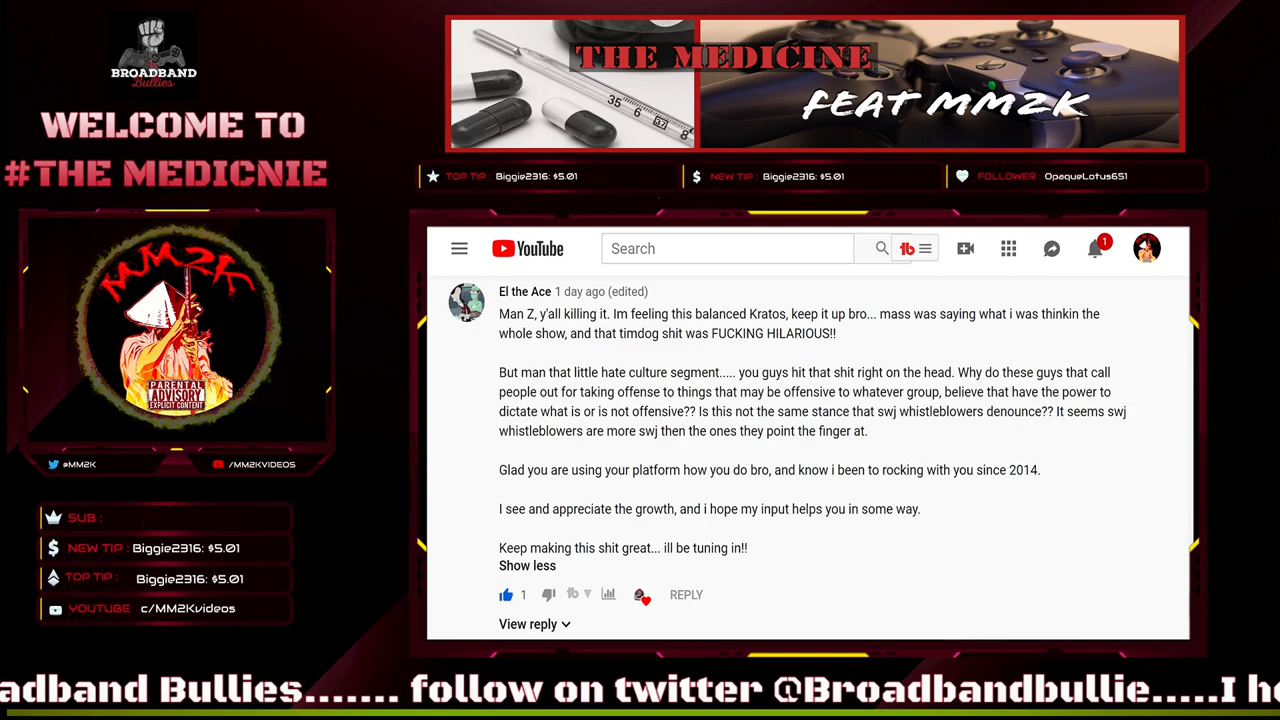 BROADBAND
Bullies
WELCOME TO
#THE MEDICNIE
THE MEDICINE
FEAT MM2K
35 6 37 8
TOP TIP : Biggie2316: $5.01
NEW TIP : Biggie2316: $5.01
FOLLOWER : OpaqueLotus651
MM2K
PARENTAL
ADVISORY
EXPLICIT CONTENT
@MM2K
/MM2KVIDEOS
SUB :
NEW TIP : Biggie2316: $5.01
TOP TIP : Biggie2316: $5.01
YOUTUBE c/MM2Kvideos
YouTube
Search
tb
1
El the Ace 1 day ago (edited)
Man Z, y'all killing it. Im feeling this balanced Kratos, keep it up bro... mass was saying what i was thinkin the
whole show, and that timdog shit was FUCKING HILARIOUS!!
But man that little hate culture segment..... you guys hit that shit right on the head. Why do these guys that call
people out for taking offense to things that may be offensive to whatever group, believe that have the power to
dictate what is or is not offensive?? Is this not the same stance that swj whistleblowers denounce?? It seems swj
whistleblowers are more swj then the ones they point the finger at.
Glad you are using your platform how you do bro, and know i been to rocking with you since 2014.
I see and appreciate the growth, and i hope my input helps you in some way.
Keep making this shit great... ill be tuning in!!
Show less
1 tb REPLY
View reply
adband Bullies....... follow on twitter @Broadbandbullie.....I he